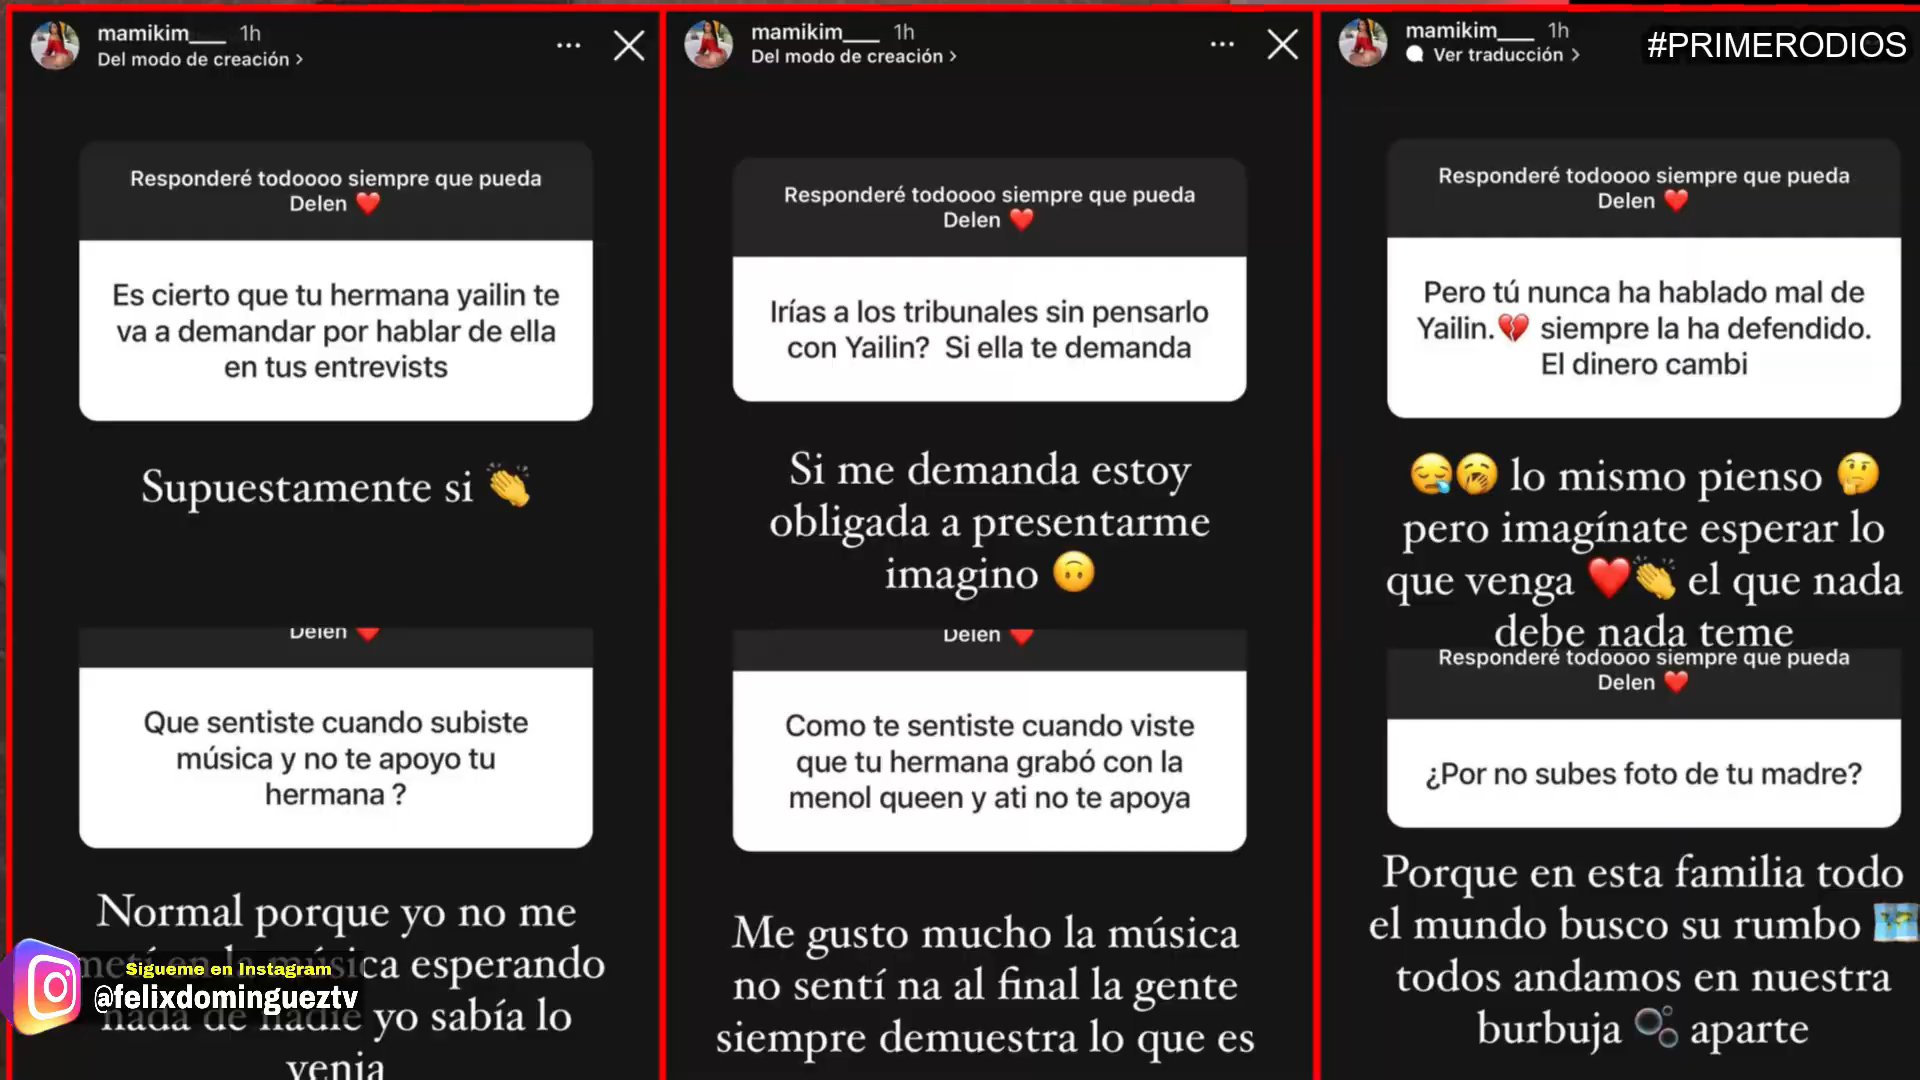 mamikim___ 1h
Del modo de creación >
Responderé todoooo siempre que pueda
Delen ❤️
Es cierto que tu hermana yailin te
va a demandar por hablar de ella
en tus entrevists
Supuestamente si 👏
Delen ❤️
Que sentiste cuando subiste
música y no te apoyo tu
hermana ?
Normal porque yo no me
metí en la música esperando
nada de nadie yo sabía lo
venia
Sigueme en Instagram
@felixdomingueztv
mamikim___ 1h
Del modo de creación >
Responderé todoooo siempre que pueda
Delen ❤️
Irías a los tribunales sin pensarlo
con Yailin? Si ella te demanda
Si me demanda estoy
obligada a presentarme
imagino 🙃
Delen ❤️
Como te sentiste cuando viste
que tu hermana grabó con la
menol queen y ati no te apoya
Me gusto mucho la música
no sentí na al final la gente
siempre demuestra lo que es
mamikim___ 1h
Ver traducción >
#PRIMERODIOS
Responderé todoooo siempre que pueda
Delen ❤️
Pero tú nunca ha hablado mal de
Yailin.💔 siempre la ha defendido.
El dinero cambi
😪🥱 lo mismo pienso 🤔
pero imagínate esperar lo
que venga ❤️👏 el que nada
debe nada teme
Responderé todoooo siempre que pueda
Delen ❤️
¿Por no subes foto de tu madre?
Porque en esta familia todo
el mundo busco su rumbo 🗺️
todos andamos en nuestra
burbuja 🫧 aparte